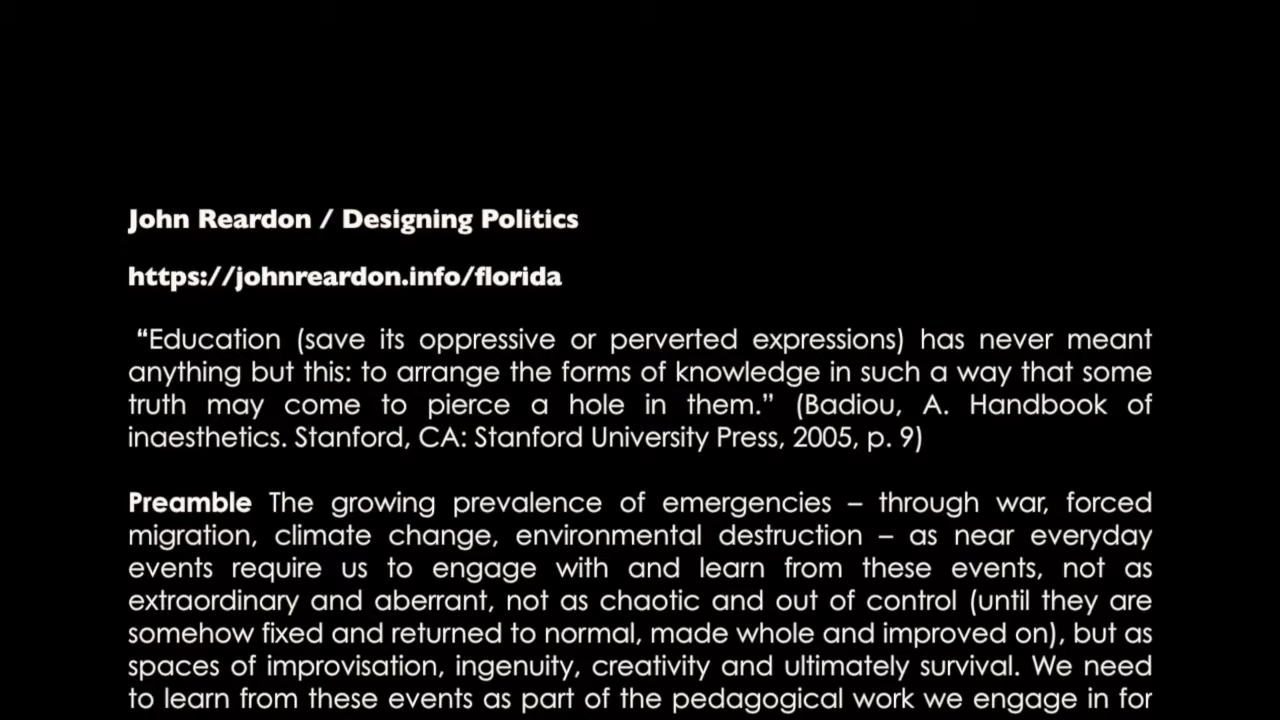 John Reardon / Designing Politics
https://johnreardon.info/florida
“Education (save its oppressive or perverted expressions) has never meant
anything but this: to arrange the forms of knowledge in such a way that some
truth may come to pierce a hole in them.” (Badiou, A. Handbook of
inaesthetics. Stanford, CA: Stanford University Press, 2005, p. 9)
Preamble The growing prevalence of emergencies – through war, forced
migration, climate change, environmental destruction – as near everyday
events require us to engage with and learn from these events, not as
extraordinary and aberrant, not as chaotic and out of control (until they are
somehow fixed and returned to normal, made whole and improved on), but as
spaces of improvisation, ingenuity, creativity and ultimately survival. We need
to learn from these events as part of the pedagogical work we engage in for